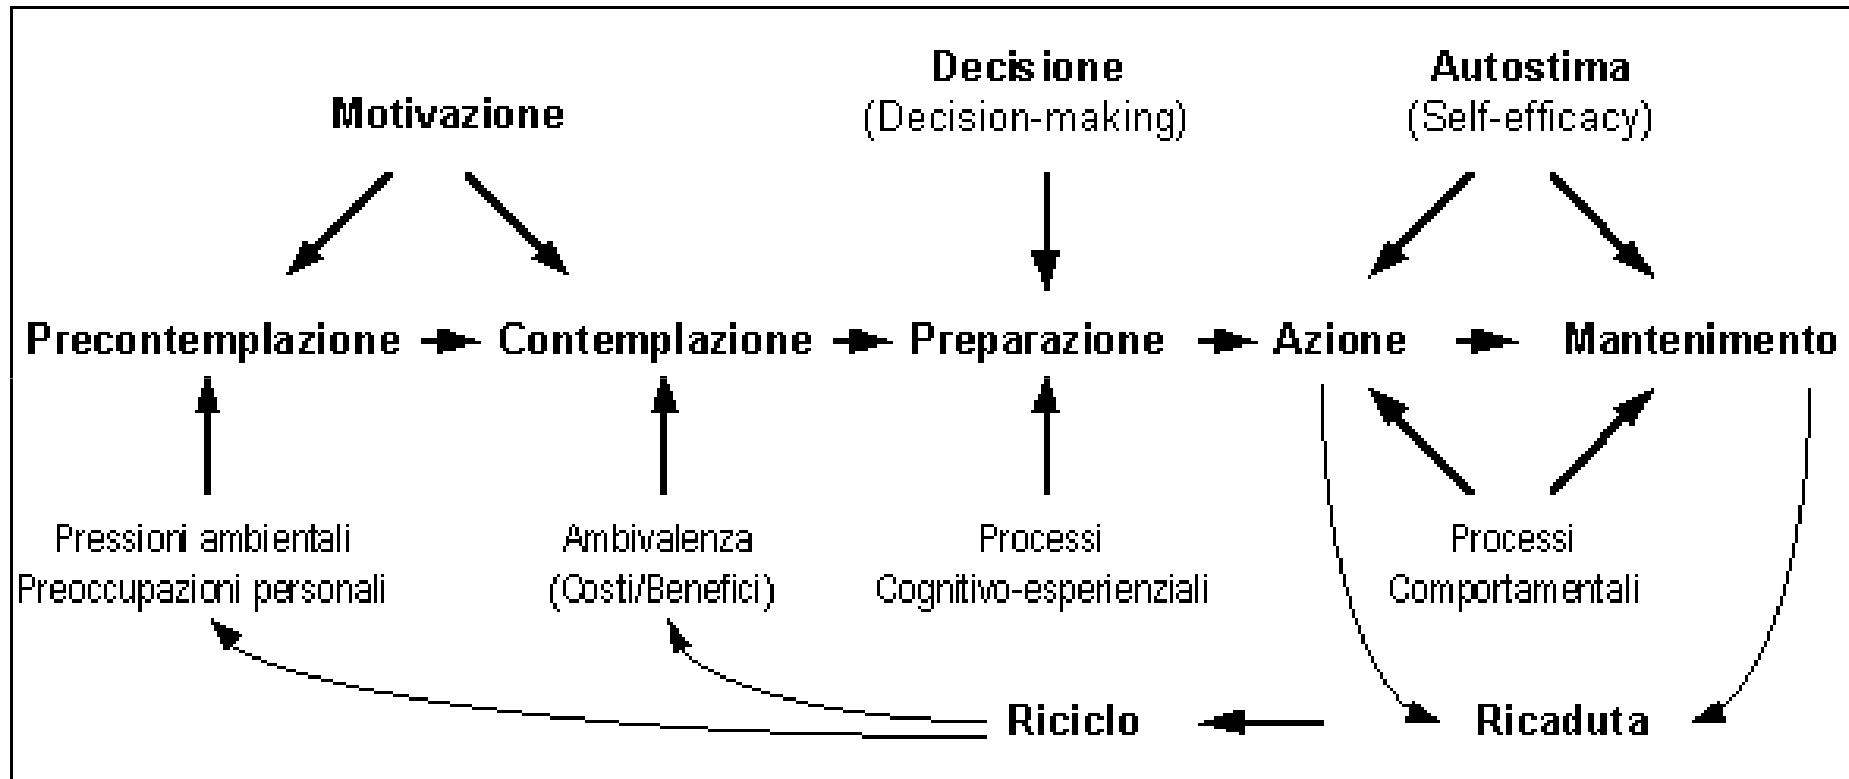 Motivazione
Decisione
(Decision-making)
Autostima
(Self-efficacy)
Precontemplazione
Contemplazione
Preparazione
Azione
Mantenimento
Pressioni ambientali
Preoccupazioni personali
Ambivalenza
(Costi/Benefici)
Processi
Cognitivo-esperienziali
Processi
Comportamentali
Riciclo
Ricaduta